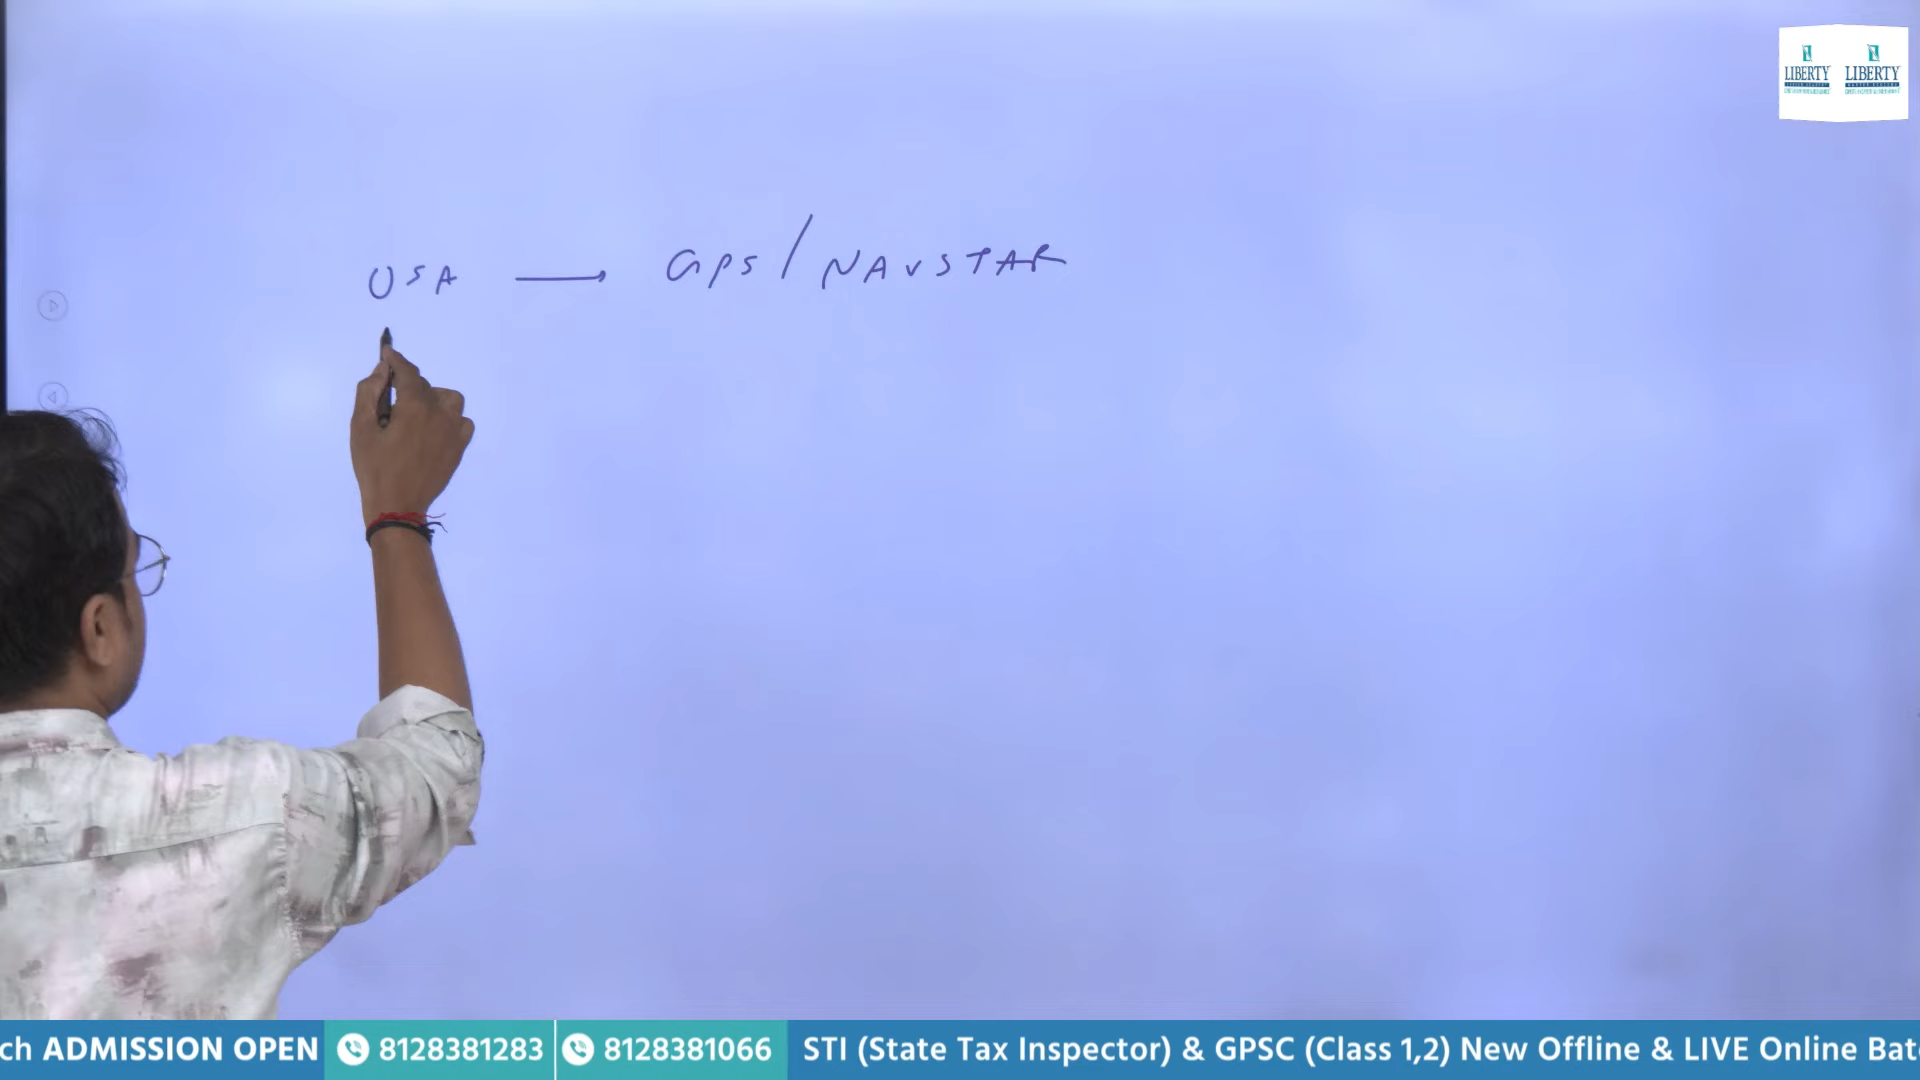 LIBERTY LIBERTY
USA → GPS/NAVSTAR
ch ADMISSION OPEN 8128381283 8128381066 STI (State Tax Inspector) & GPSC (Class 1,2) New Offline & LIVE Online Bat